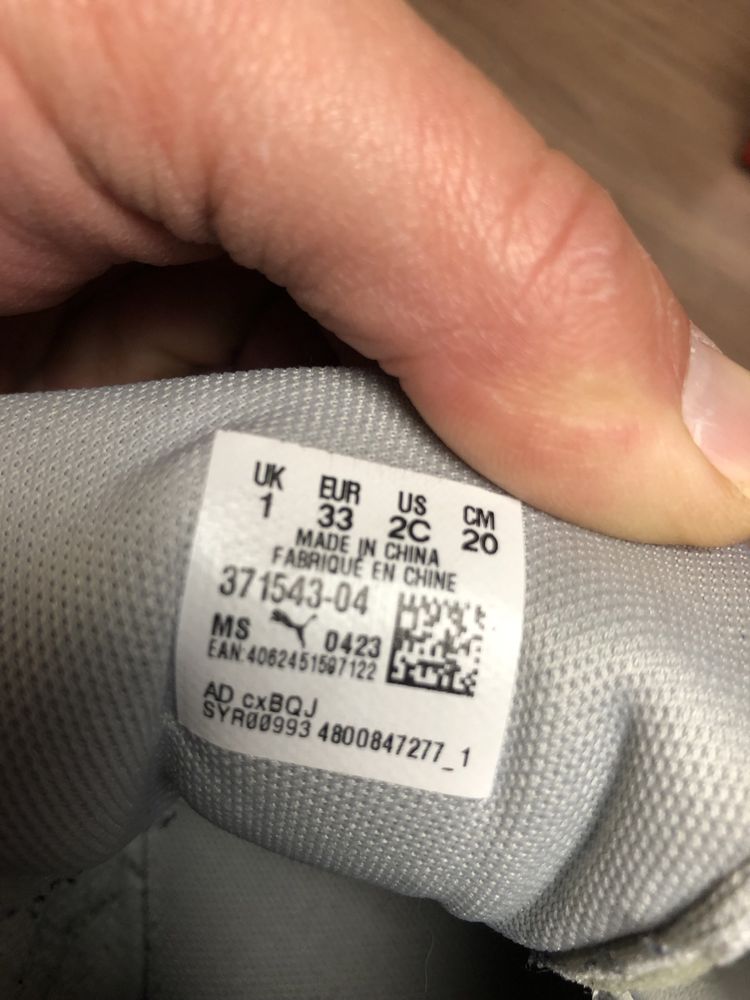 UK EUR US CM
1 33 2C 20
MADE IN CHINA
FABRIQUÉ EN CHINE
371543-04
MS 0423
EAN:4062451597122
AD cxBQJ
SYR00993 4800847277_1